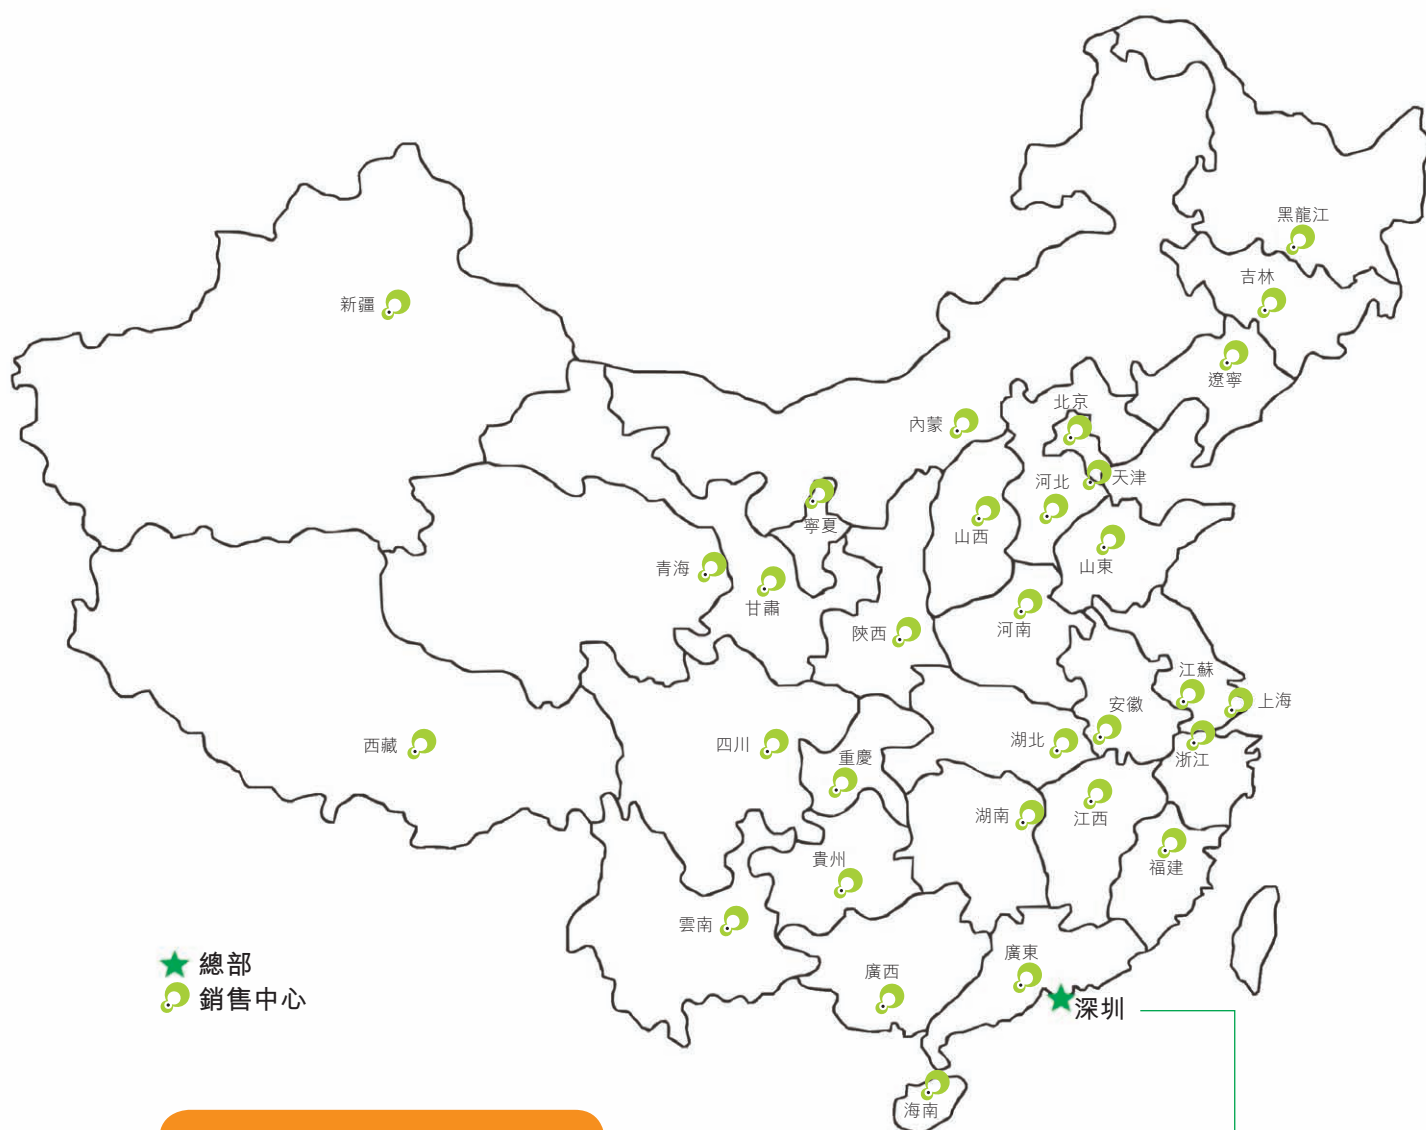 黑龍江
吉林
新疆
遼寧
北京
內蒙
天津
河北
寧夏
山西
山東
青海
甘肅
河南
陝西
江蘇
上海
安徽
湖北
西藏
四川
浙江
重慶
湖南
江西
貴州
福建
雲南
廣東
總部
廣西
銷售中心
深圳
海南